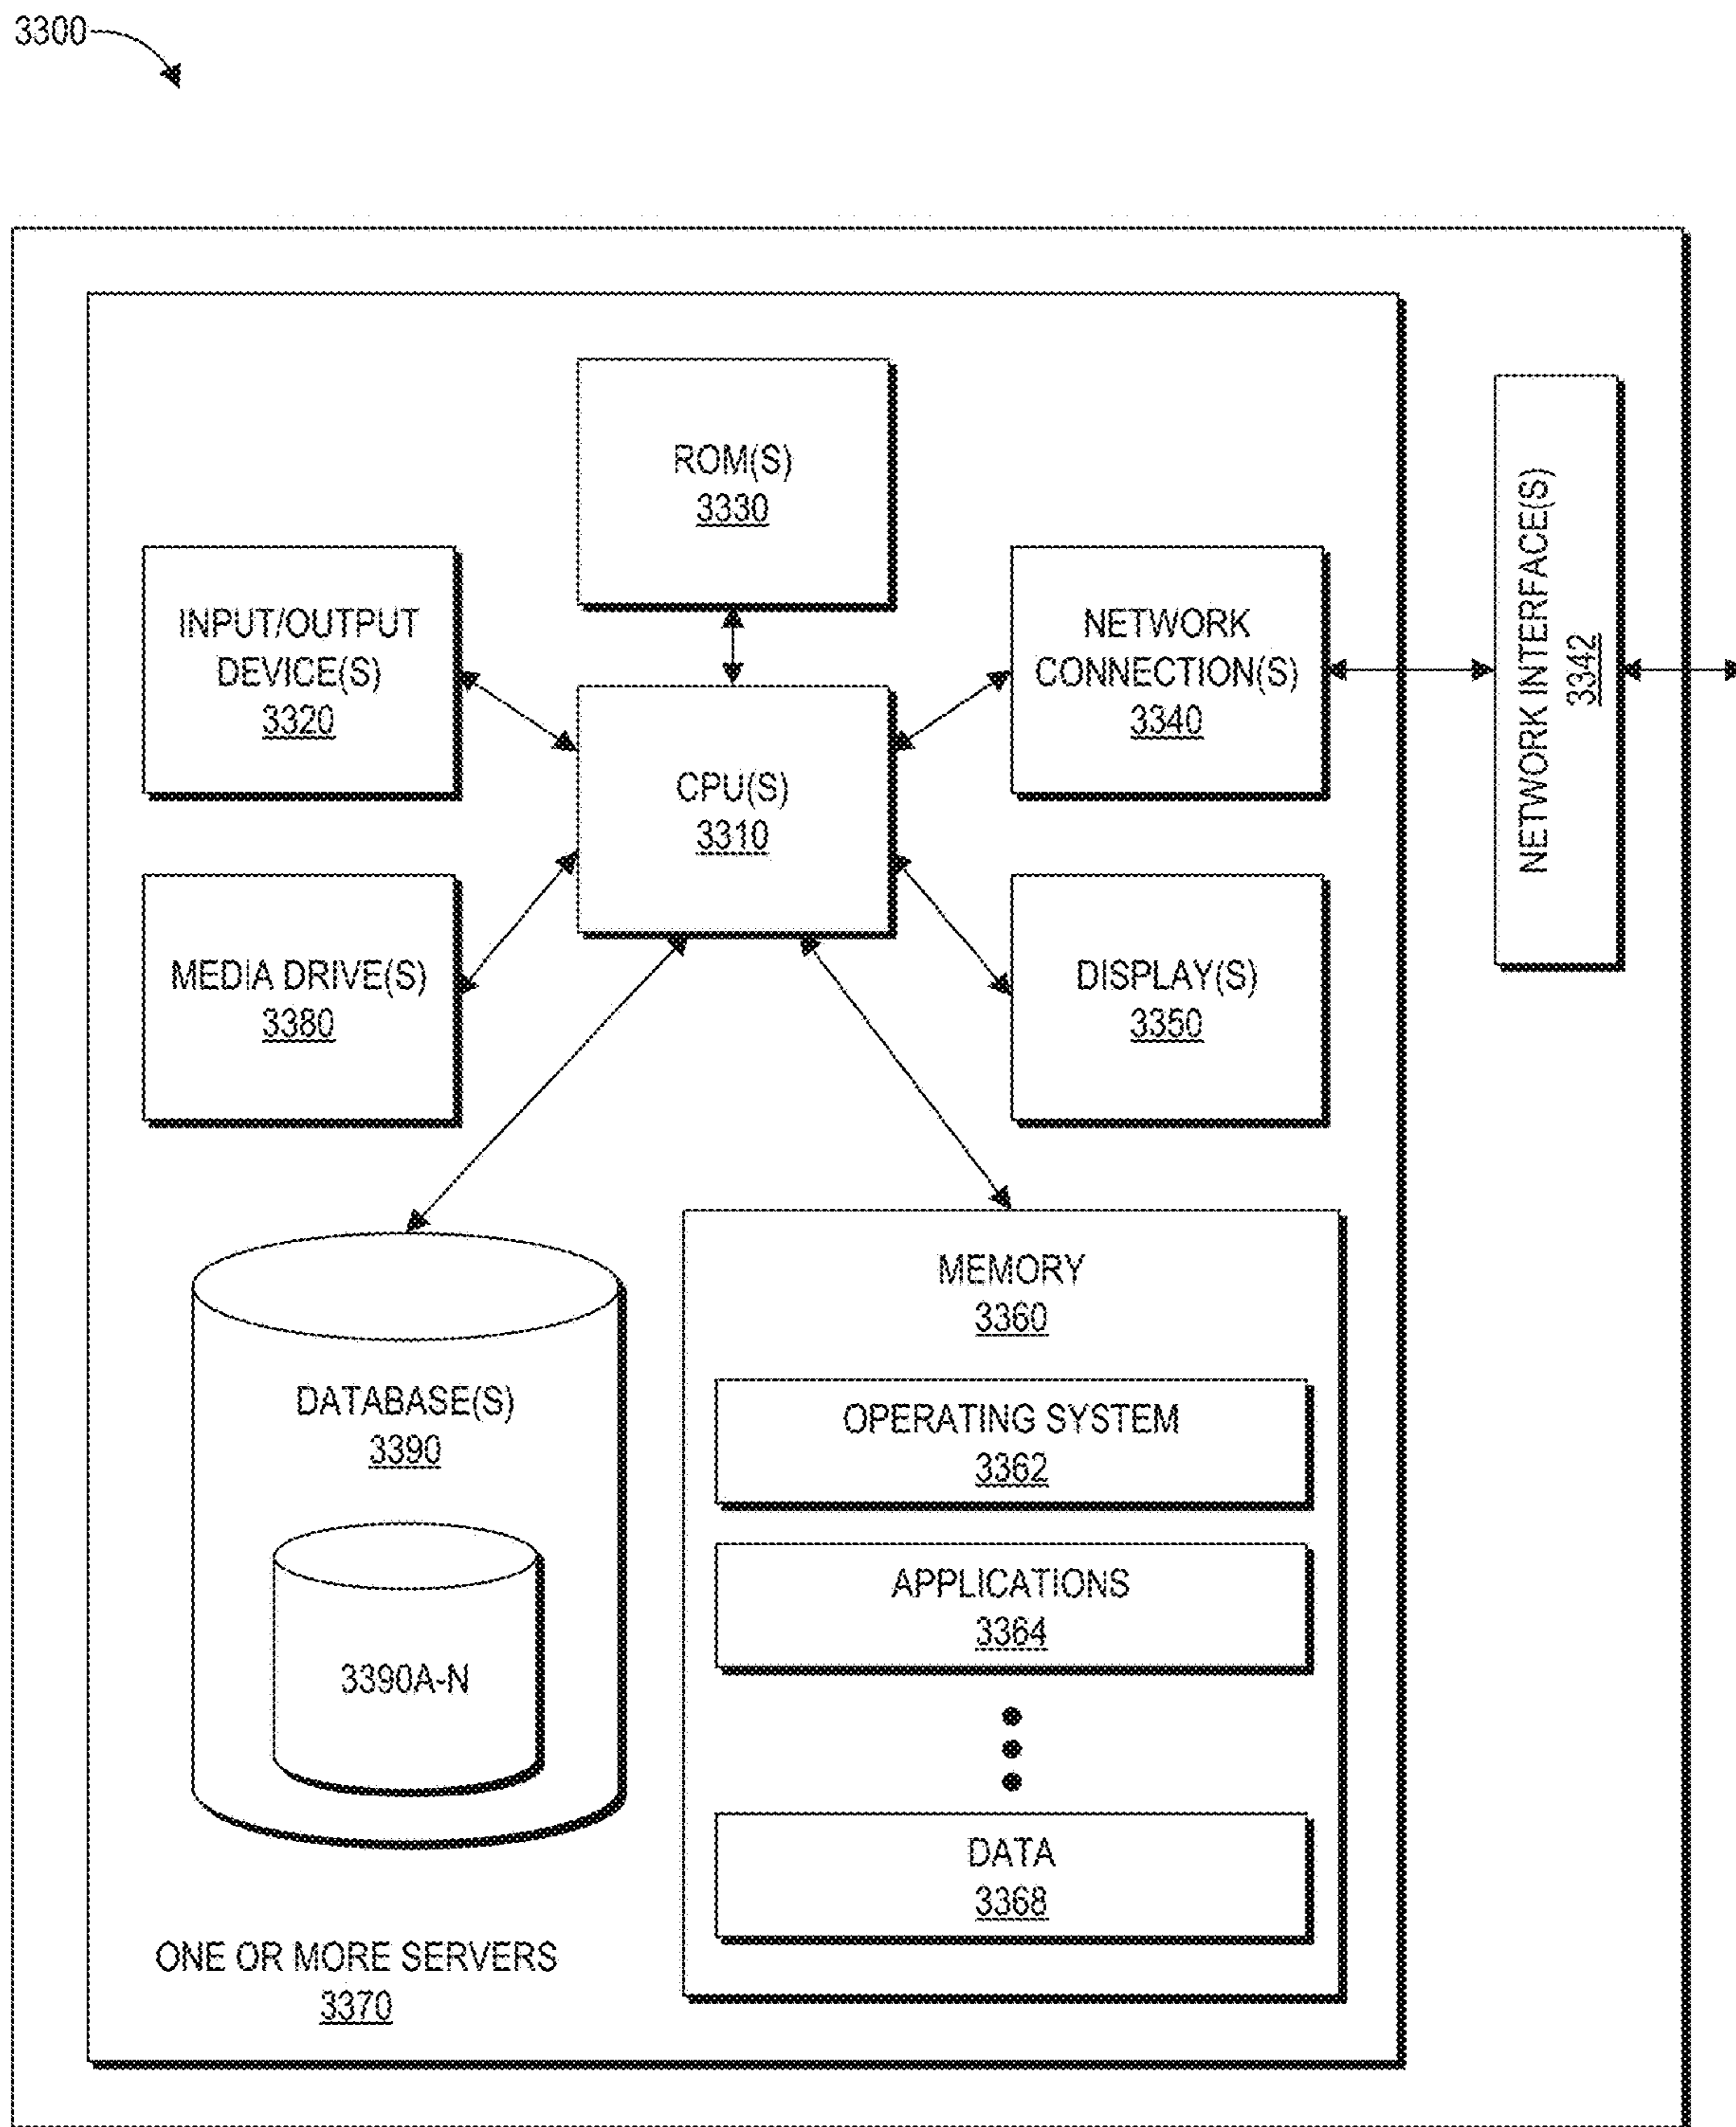 3300
ROM(S)
3330
INPUT/OUTPUT
DEVICE(S)
3320
NETWORK
CONNECTION(S)
3340
NETWORK INTERFACE(S)
3342
CPU(S)
3310
MEDIA DRIVE(S)
3380
DISPLAY(S)
3350
MEMORY
3360
DATABASE(S)
3390
OPERATING SYSTEM
3362
APPLICATIONS
3364
3390A-N
DATA
3368
ONE OR MORE SERVERS
3370